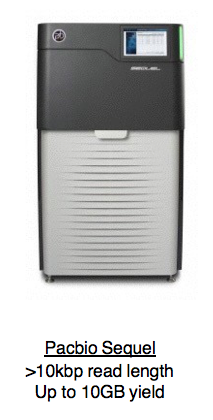 Pacbio Sequel
>10kbp read length
Up to 10GB yield